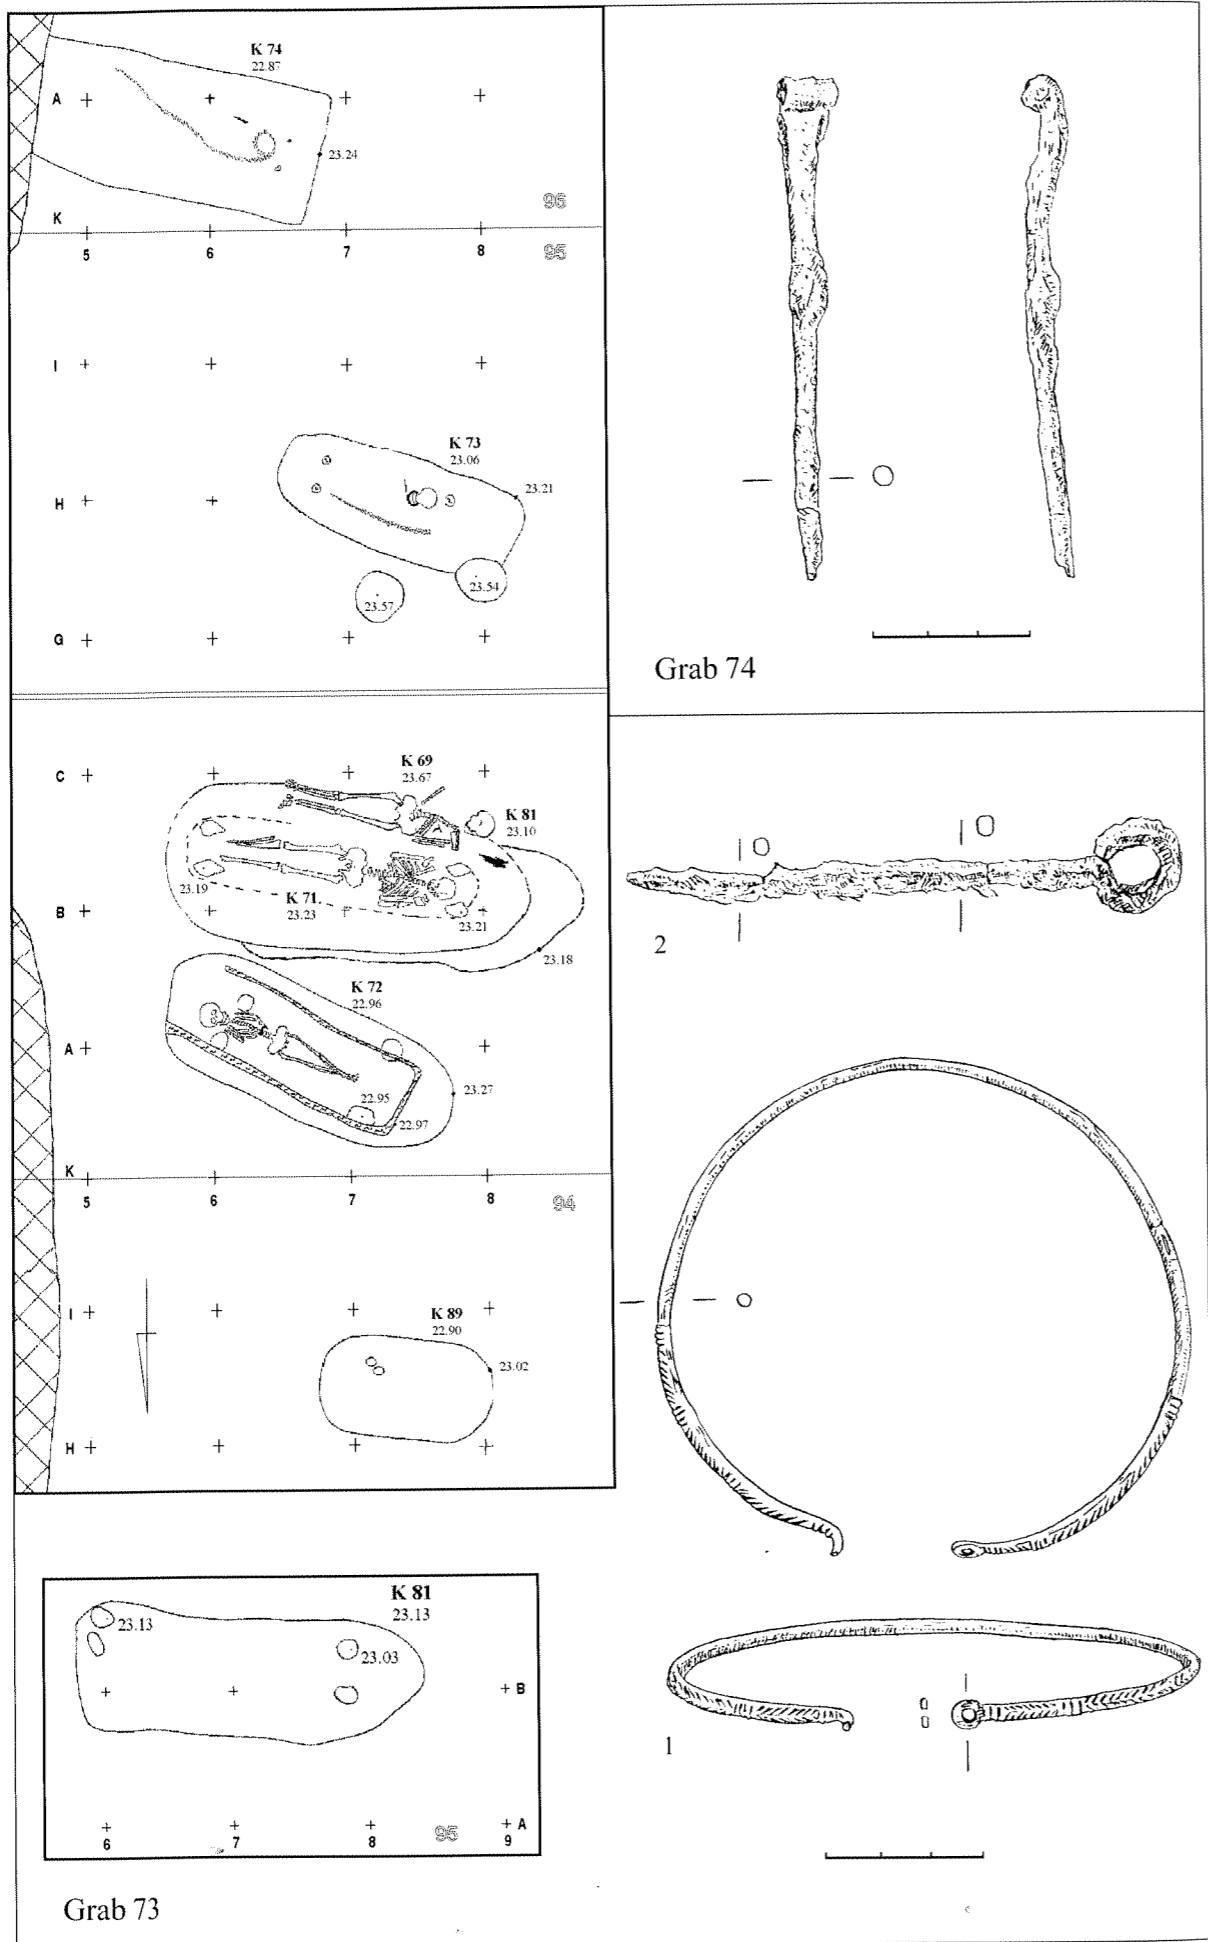 K 74
22.87
A
23.24
K
96
5 6 7 8
95
I
K 73
23.06
H
23.21
23.54
23.57
G
Grab 74
C
K 69
23.67
K 81
23.10
23.19
K 71
23.23
B
23.21
23.18
K 72
22.96
A
23.27
22.95
22.97
K
5 6 7 8
94
I
K 89
22.90
23.02
H
K 81
23.13
23.13
23.03
B
A
6 7 8 9
95
Grab 73
2
1